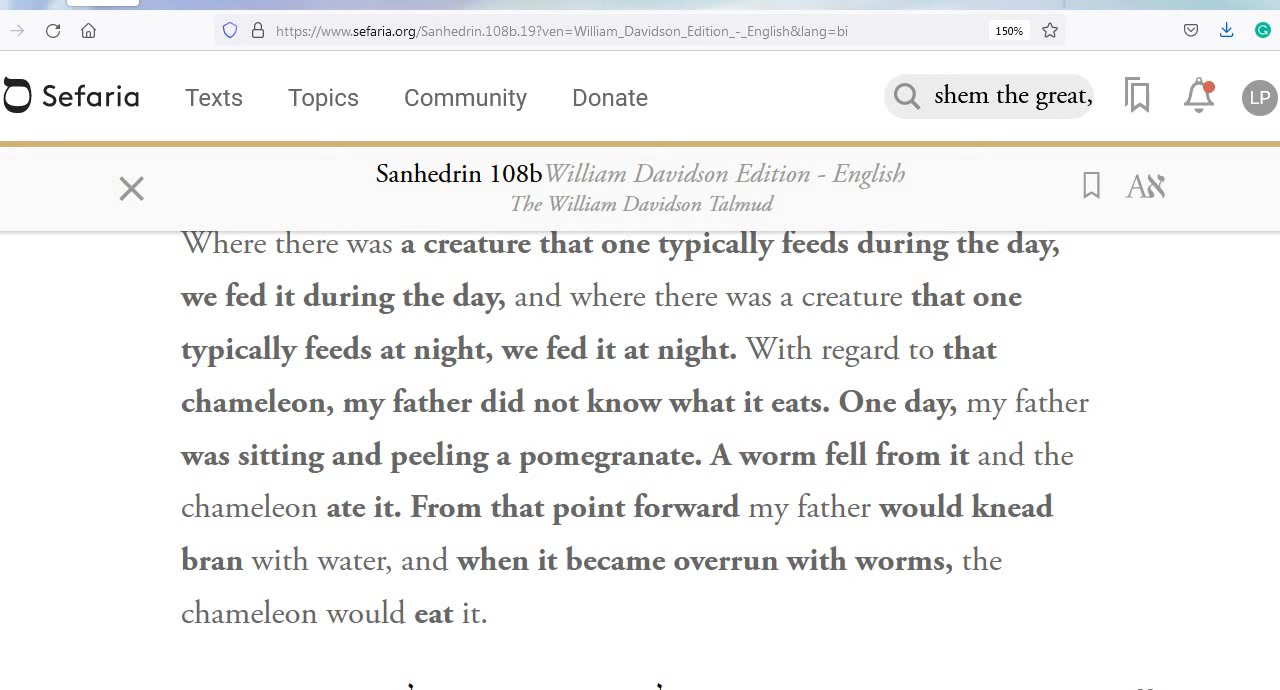 https://www.sefaria.org/Sanhedrin.108b.19?ven=William_Davidson_Edition_-_English&lang=bi 150%
Sefaria Texts Topics Community Donate shem the great, LP
Sanhedrin 108b William Davidson Edition - English
The William Davidson Talmud
Aא
Where there was a creature that one typically feeds during the day,
we fed it during the day, and where there was a creature that one
typically feeds at night, we fed it at night. With regard to that
chameleon, my father did not know what it eats. One day, my father
was sitting and peeling a pomegranate. A worm fell from it and the
chameleon ate it. From that point forward my father would knead
bran with water, and when it became overrun with worms, the
chameleon would eat it.